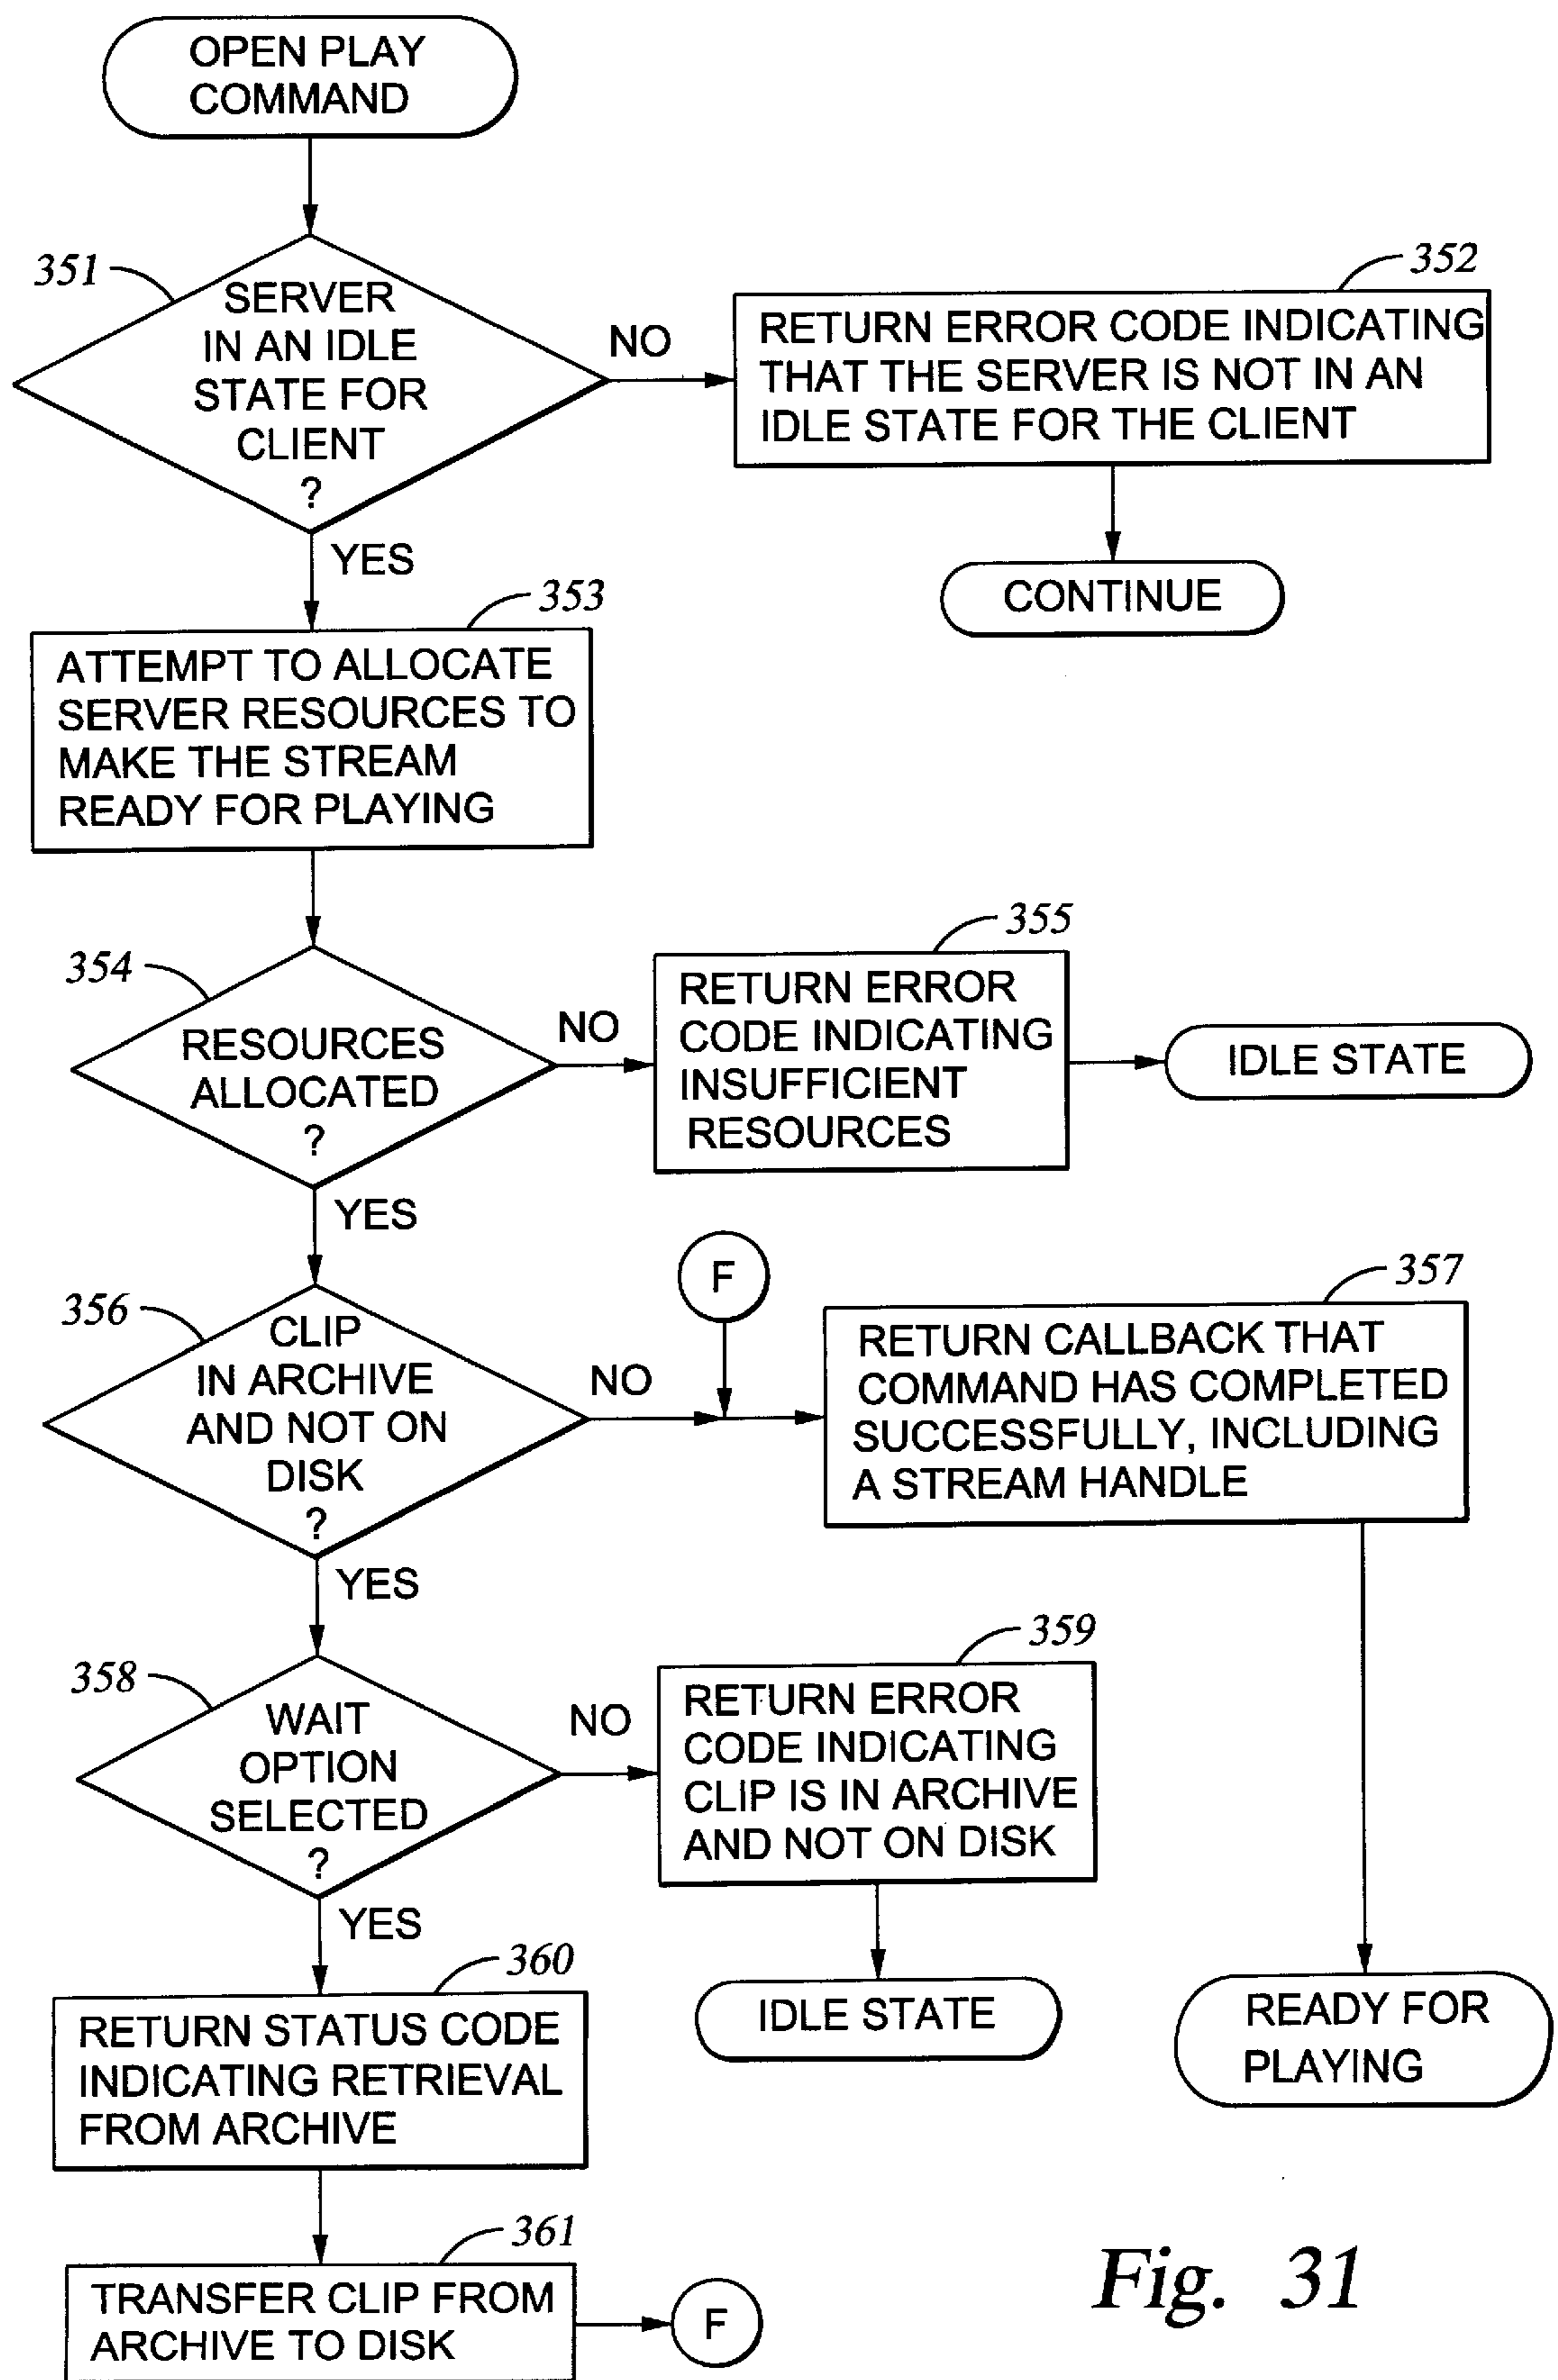 OPEN PLAY
COMMAND
351
SERVER
IN AN IDLE
STATE FOR
CLIENT
?
NO
352
RETURN ERROR CODE INDICATING
THAT THE SERVER IS NOT IN AN
IDLE STATE FOR THE CLIENT
CONTINUE
YES
353
ATTEMPT TO ALLOCATE
SERVER RESOURCES TO
MAKE THE STREAM
READY FOR PLAYING
354
RESOURCES
ALLOCATED
?
NO
355
RETURN ERROR
CODE INDICATING
INSUFFICIENT
RESOURCES
IDLE STATE
YES
356
CLIP
IN ARCHIVE
AND NOT ON
DISK
?
NO
F
357
RETURN CALLBACK THAT
COMMAND HAS COMPLETED
SUCCESSFULLY, INCLUDING
A STREAM HANDLE
YES
358
WAIT
OPTION
SELECTED
?
NO
359
RETURN ERROR
CODE INDICATING
CLIP IS IN ARCHIVE
AND NOT ON DISK
IDLE STATE
READY FOR
PLAYING
YES
360
RETURN STATUS CODE
INDICATING RETRIEVAL
FROM ARCHIVE
361
TRANSFER CLIP FROM
ARCHIVE TO DISK
F
Fig. 31